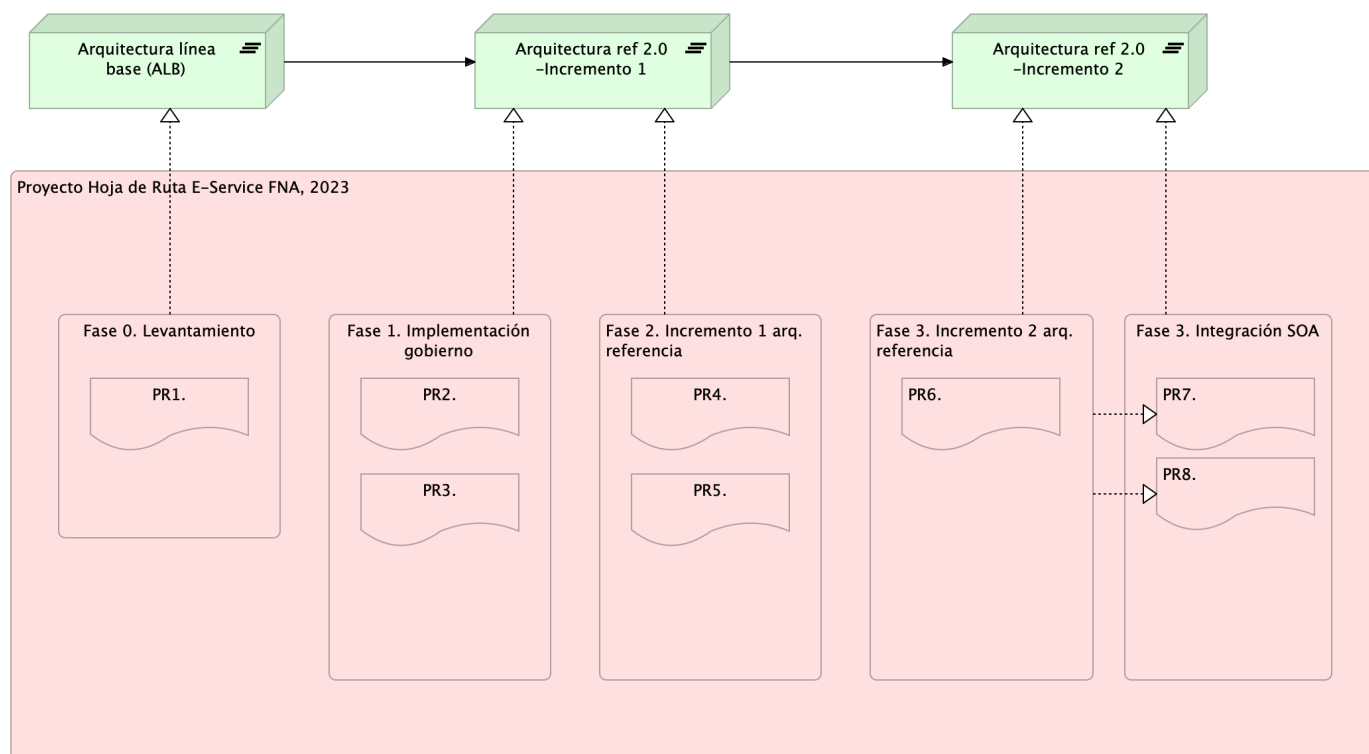 Arquitectura línea
base (ALB)
Arquitectura ref 2.0
-Incremento 1
Arquitectura ref 2.0
-Incremento 2
Proyecto Hoja de Ruta E-Service FNA, 2023
Fase 0. Levantamiento
PR1.
Fase 1. Implementación
gobierno
PR2.
PR3.
Fase 2. Incremento 1 arq.
referencia
PR4.
PR5.
Fase 3. Incremento 2 arq.
referencia
PR6.
Fase 3. Integración SOA
PR7.
PR8.